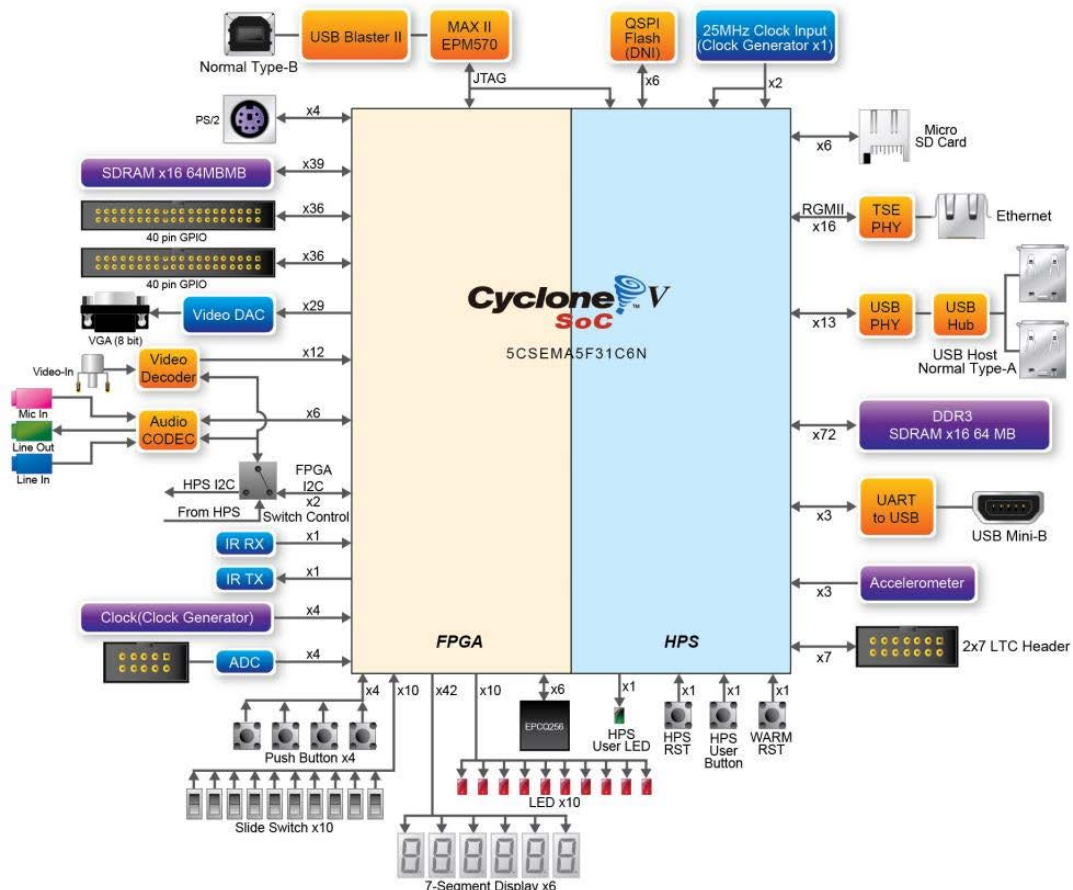 Normal Type-B
USB Blaster II
MAX II
EPM570
JTAG
QSPI
Flash
(DNI)
x6
25MHz Clock Input
(Clock Generator x1)
x2
PS/2
x4
SDRAM x16 64MBMB
x39
40 pin GPIO
x36
40 pin GPIO
x36
VGA (8 bit)
Video DAC
x29
Video-In
Video
Decoder
x12
Mic In
Line Out
Line In
Audio
CODEC
x6
HPS I2C
From HPS
FPGA
I2C
x2
Switch Control
IR RX
x1
IR TX
x1
Clock(Clock Generator)
x4
ADC
x4
Cyclone V
SoC
TM
5CSEMA5F31C6N
FPGA
HPS
x6
Micro
SD Card
RGMII
x16
TSE
PHY
Ethernet
x13
USB
PHY
USB
Hub
USB Host
Normal Type-A
x72
DDR3
SDRAM x16 64 MB
x3
UART
to USB
USB Mini-B
x3
Accelerometer
x7
2x7 LTC Header
x4
Push Button x4
x10
Slide Switch x10
x42
7-Segment Display x6
x10
LED x10
x6
EPCQ256
x1
HPS
User LED
x1
HPS
RST
x1
HPS
User
Button
x1
WARM
RST